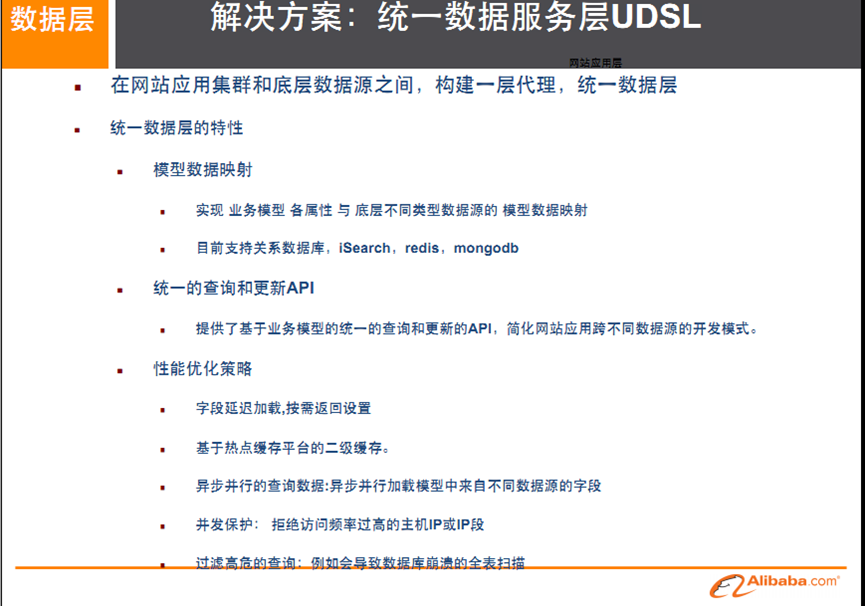 数据层
解决方案：统一数据服务层UDSL
网站应用层
在网站应用集群和底层数据源之间，构建一层代理，统一数据层
统一数据层的特性
模型数据映射
实现 业务模型 各属性 与 底层不同类型数据源的 模型数据映射
目前支持关系数据库，iSearch，redis，mongodb
统一的查询和更新API
提供了基于业务模型的统一的查询和更新的API，简化网站应用跨不同数据源的开发模式。
性能优化策略
字段延迟加载,按需返回设置
基于热点缓存平台的二级缓存。
异步并行的查询数据:异步并行加载模型中来自不同数据源的字段
并发保护： 拒绝访问频率过高的主机IP或IP段
过滤高危的查询：例如会导致数据库崩溃的全表扫描
Alibaba.com®